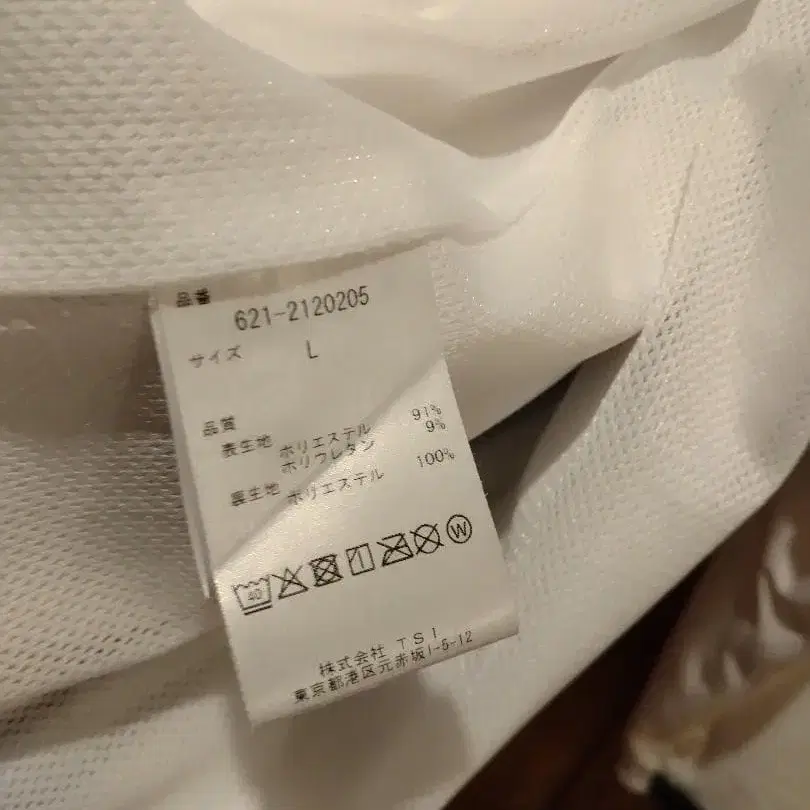 品番
621-2120205
サイズ L
品質
表生地 ポリエステル 91%
ポリウレタン 9%
裏生地 ポリエステル 100%
40 W
株式会社 TSI
東京都港区元赤坂1-5-12